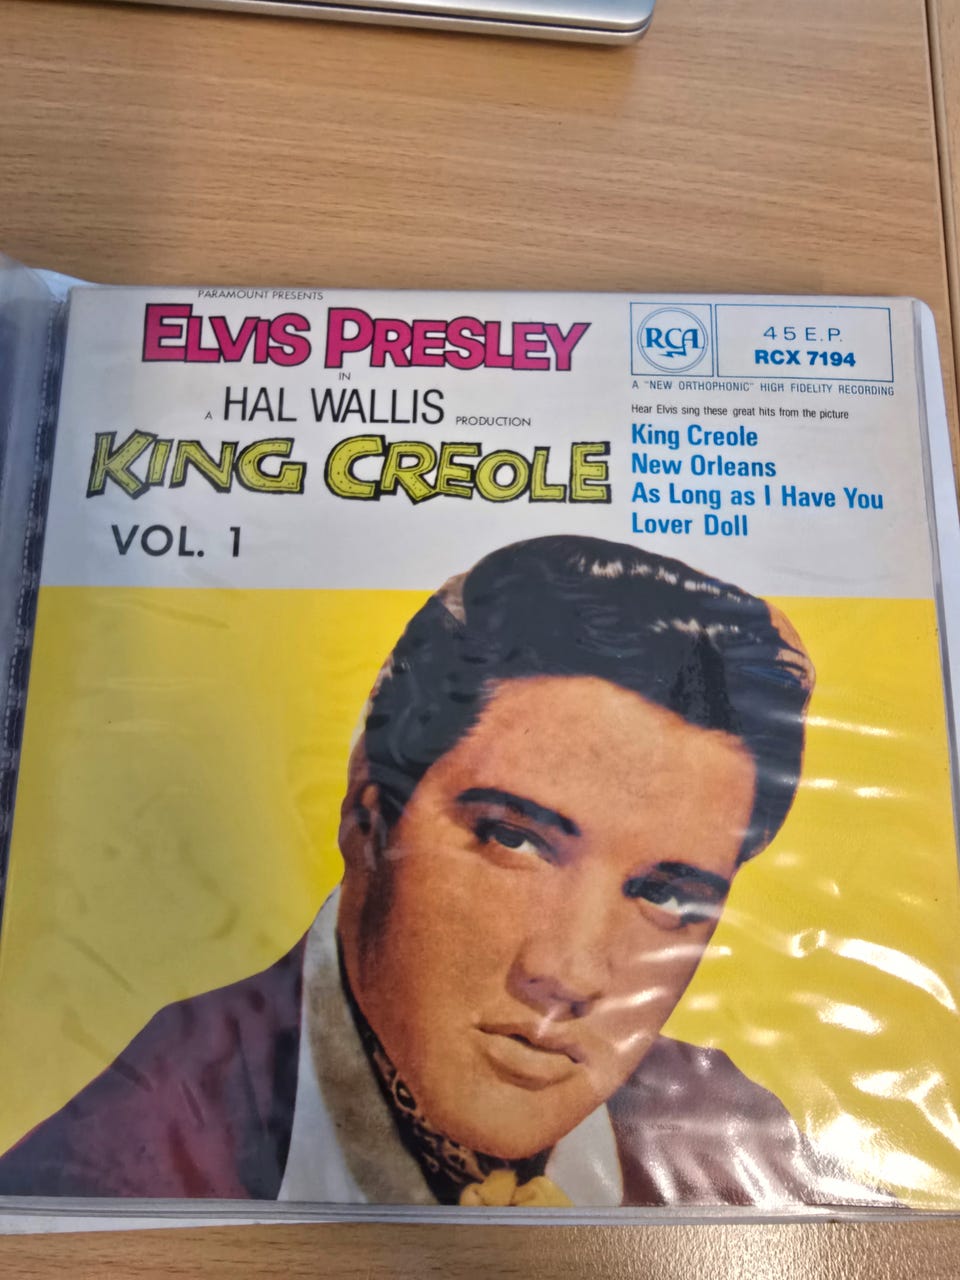 PARAMOUNT PRESENTS
ELVIS PRESLEY
IN
A HAL WALLIS PRODUCTION
KING CREOLE
VOL. 1
RCA
45 E.P.
RCX 7194
A "NEW ORTHOPHONIC" HIGH FIDELITY RECORDING
Hear Elvis sing these great hits from the picture
King Creole
New Orleans
As Long as I Have You
Lover Doll